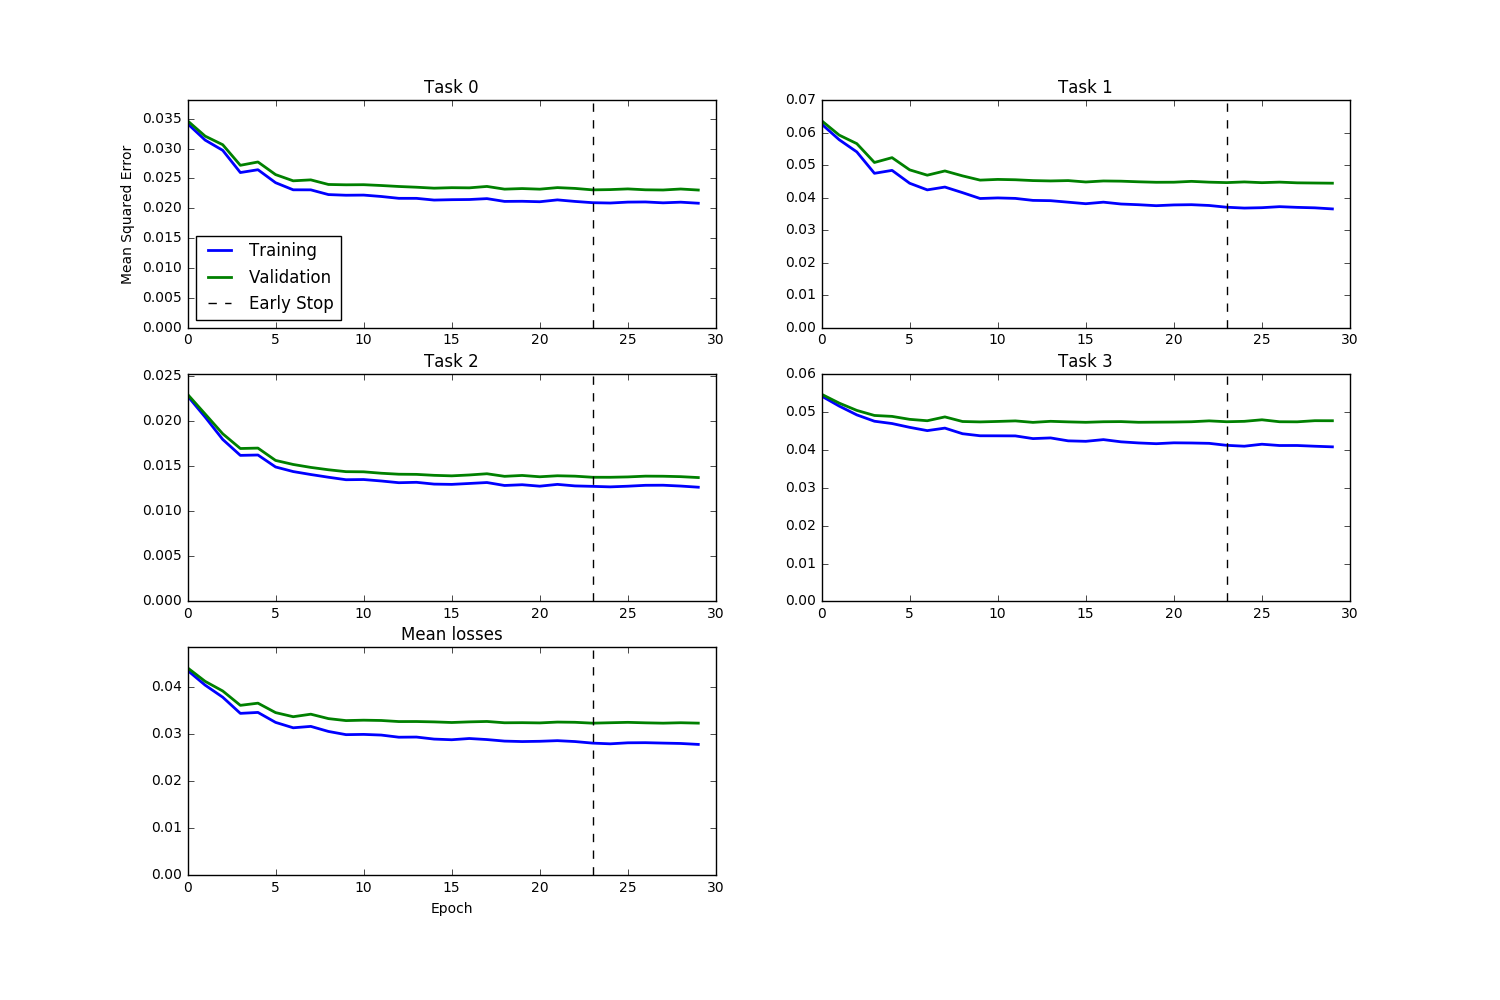 Task 0
0.035
0.030
0.025
0.020
0.015
0.010
0.005
0.000
Mean Squared Error
Training
Validation
Early Stop
0 5 10 15 20 25 30
Task 1
0.07
0.06
0.05
0.04
0.03
0.02
0.01
0.00
0 5 10 15 20 25 30
Task 2
0.025
0.020
0.015
0.010
0.005
0.000
0 5 10 15 20 25 30
Task 3
0.06
0.05
0.04
0.03
0.02
0.01
0.00
0 5 10 15 20 25 30
Mean losses
0.04
0.03
0.02
0.01
0.00
0 5 10 15 20 25 30
Epoch